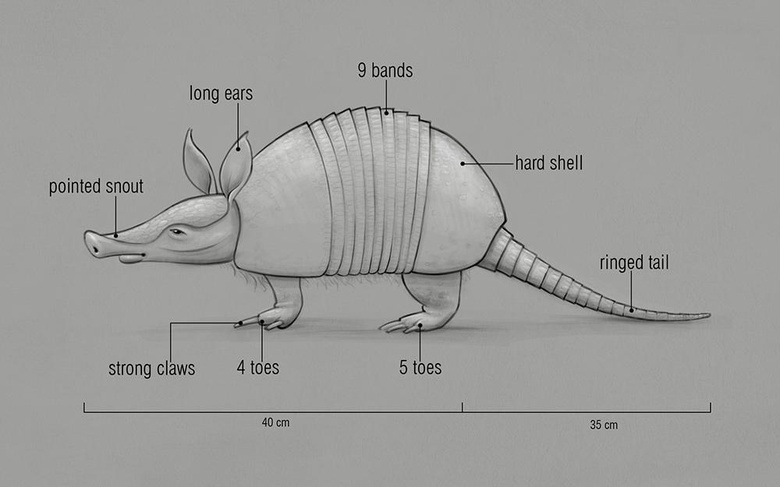 9 bands
long ears
hard shell
pointed snout
ringed tail
strong claws
4 toes
5 toes
40 cm
35 cm